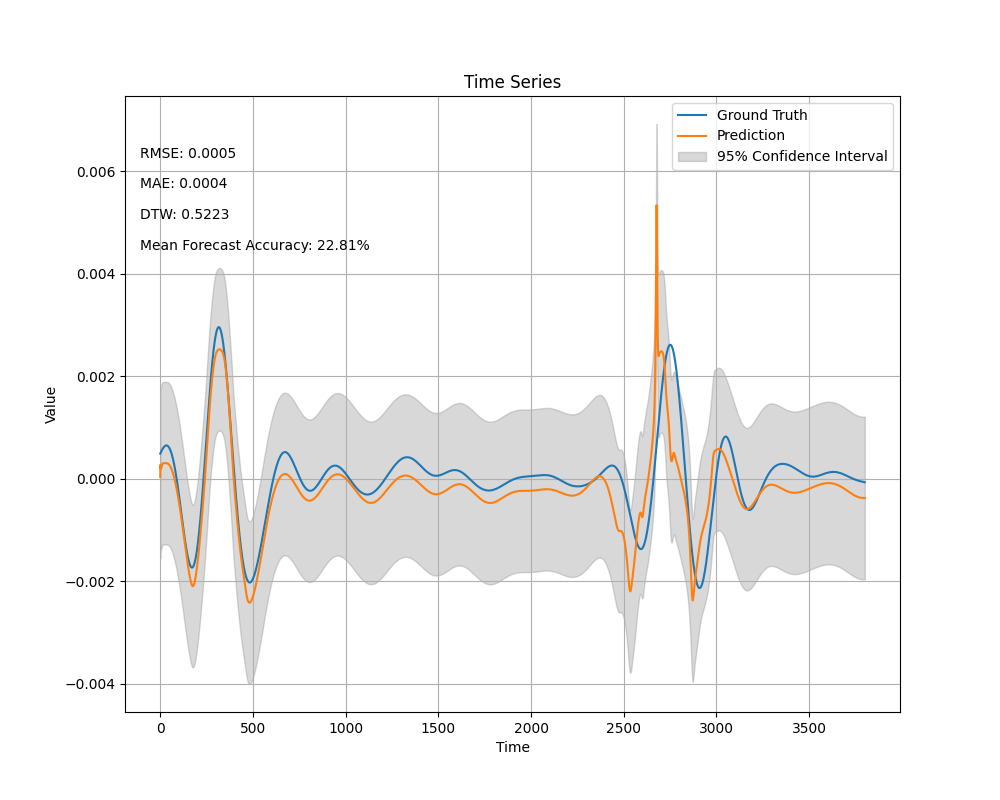 Time Series
Ground Truth
Prediction
95% Confidence Interval
RMSE: 0.0005
MAE: 0.0004
DTW: 0.5223
Mean Forecast Accuracy: 22.81%
0.006
0.004
0.002
0.000
−0.002
−0.004
Value
0 500 1000 1500 2000 2500 3000 3500
Time